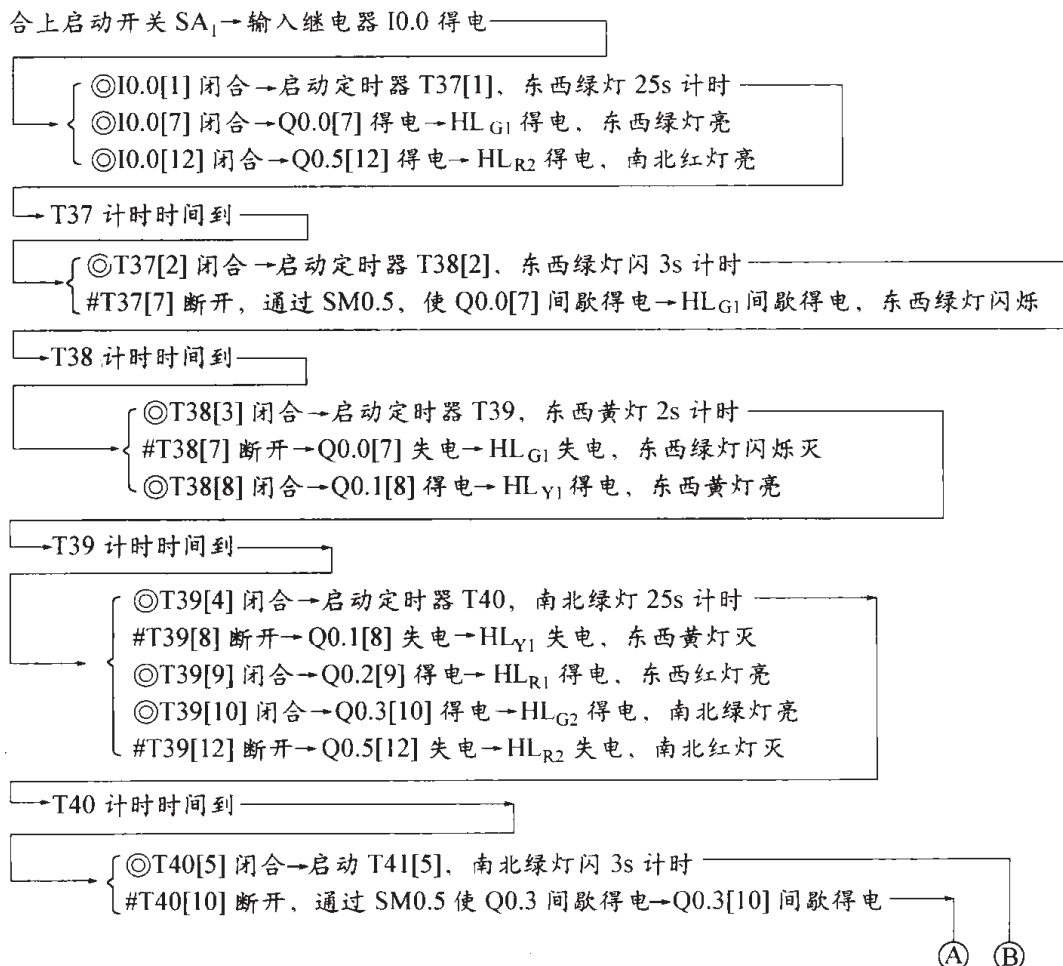 合上启动开关 SA₁→输入继电器 I0.0 得电
◎I0.0[1] 闭合→启动定时器 T37[1]，东西绿灯 25s 计时
◎I0.0[7] 闭合→Q0.0[7] 得电→HL_G1 得电，东西绿灯亮
◎I0.0[12] 闭合→Q0.5[12] 得电→HL_R2 得电，南北红灯亮
→T37 计时时间到
◎T37[2] 闭合→启动定时器 T38[2]，东西绿灯闪 3s 计时
#T37[7] 断开，通过 SM0.5，使 Q0.0[7] 间歇得电→HL_G1 间歇得电，东西绿灯闪烁
→T38 计时时间到
◎T38[3] 闭合→启动定时器 T39，东西黄灯 2s 计时
#T38[7] 断开→Q0.0[7] 失电→HL_G1 失电，东西绿灯闪烁灭
◎T38[8] 闭合→Q0.1[8] 得电→HL_Y1 得电，东西黄灯亮
→T39 计时时间到
◎T39[4] 闭合→启动定时器 T40，南北绿灯 25s 计时
#T39[8] 断开→Q0.1[8] 失电→HL_Y1 失电，东西黄灯灭
◎T39[9] 闭合→Q0.2[9] 得电→HL_R1 得电，东西红灯亮
◎T39[10] 闭合→Q0.3[10] 得电→HL_G2 得电，南北绿灯亮
#T39[12] 断开→Q0.5[12] 失电→HL_R2 失电，南北红灯灭
→T40 计时时间到
◎T40[5] 闭合→启动 T41[5]，南北绿灯闪 3s 计时
#T40[10] 断开，通过 SM0.5 使 Q0.3 间歇得电→Q0.3[10] 间歇得电
Ⓐ Ⓑ